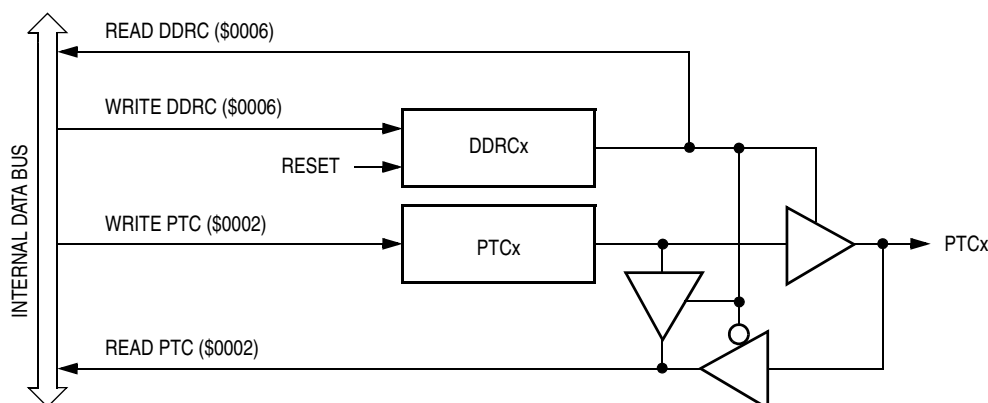 READ DDRC ($0006)
WRITE DDRC ($0006)
DDRCx
RESET
INTERNAL DATA BUS
WRITE PTC ($0002)
PTCx
PTCx
READ PTC ($0002)